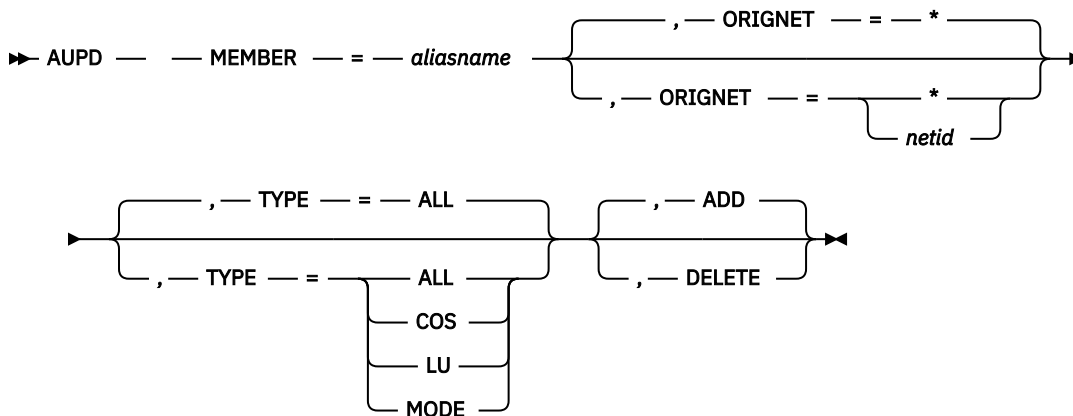 , ORIGNET = *
AUPD MEMBER = aliasname
, ORIGNET = *
netid
, TYPE = ALL , ADD
, TYPE = ALL , DELETE
COS
LU
MODE